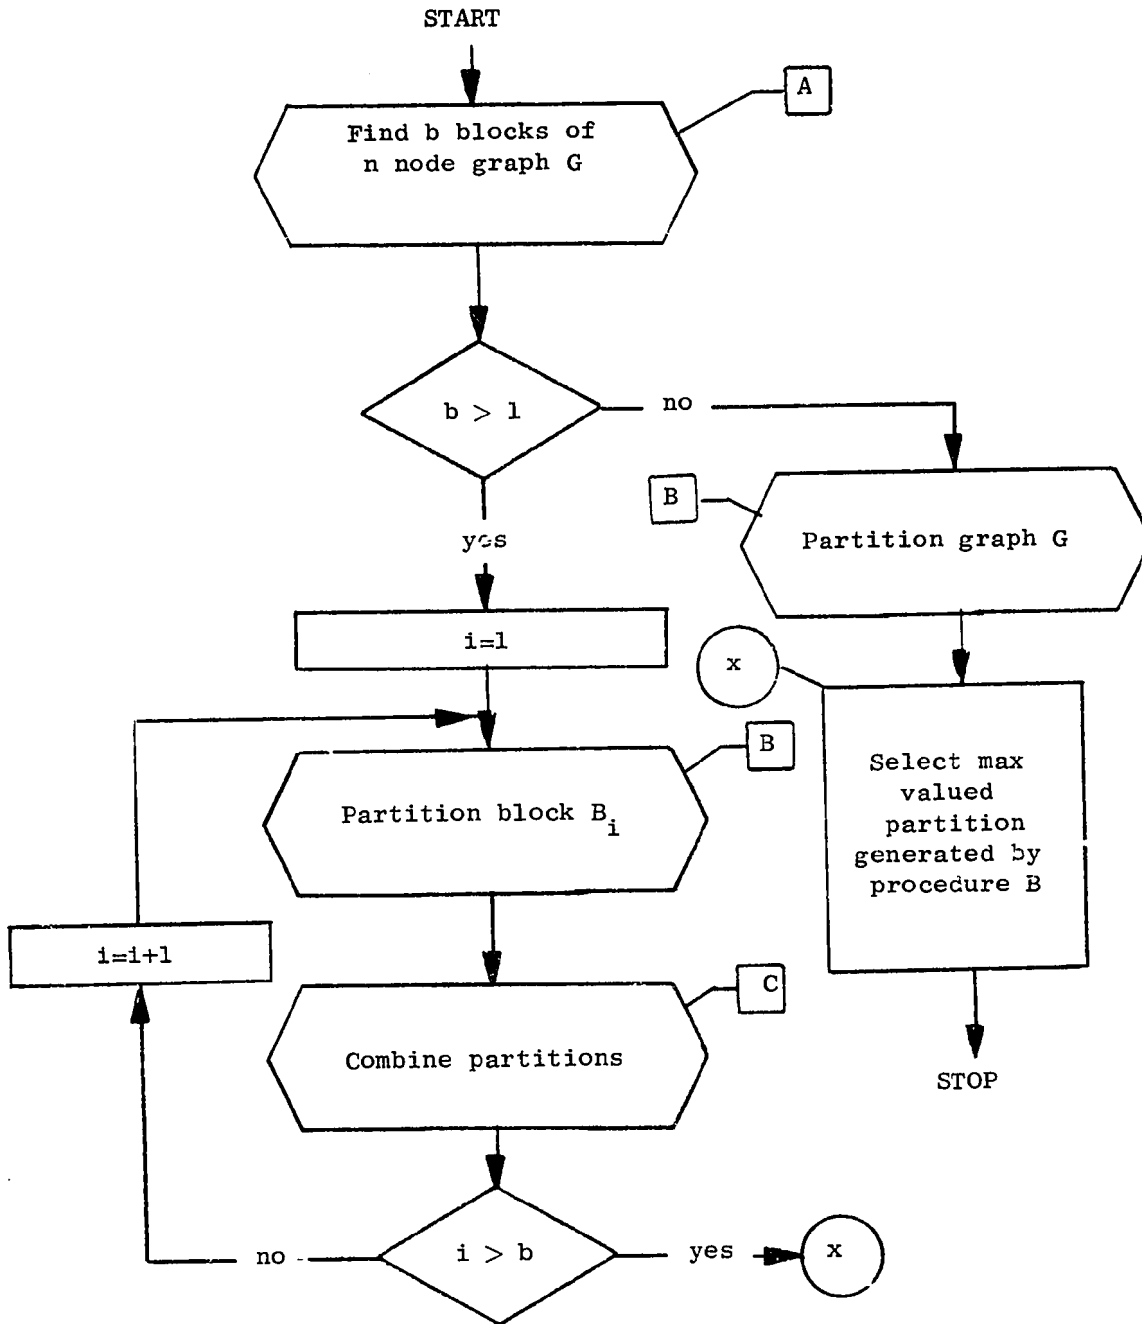 START
A
Find b blocks of
n node graph G
b > 1
no
B
Partition graph G
yes
i=1
x
B
Partition block B_i
Select max
valued
partition
generated by
procedure B
i=i+1
C
Combine partitions
STOP
i > b
no
yes
x